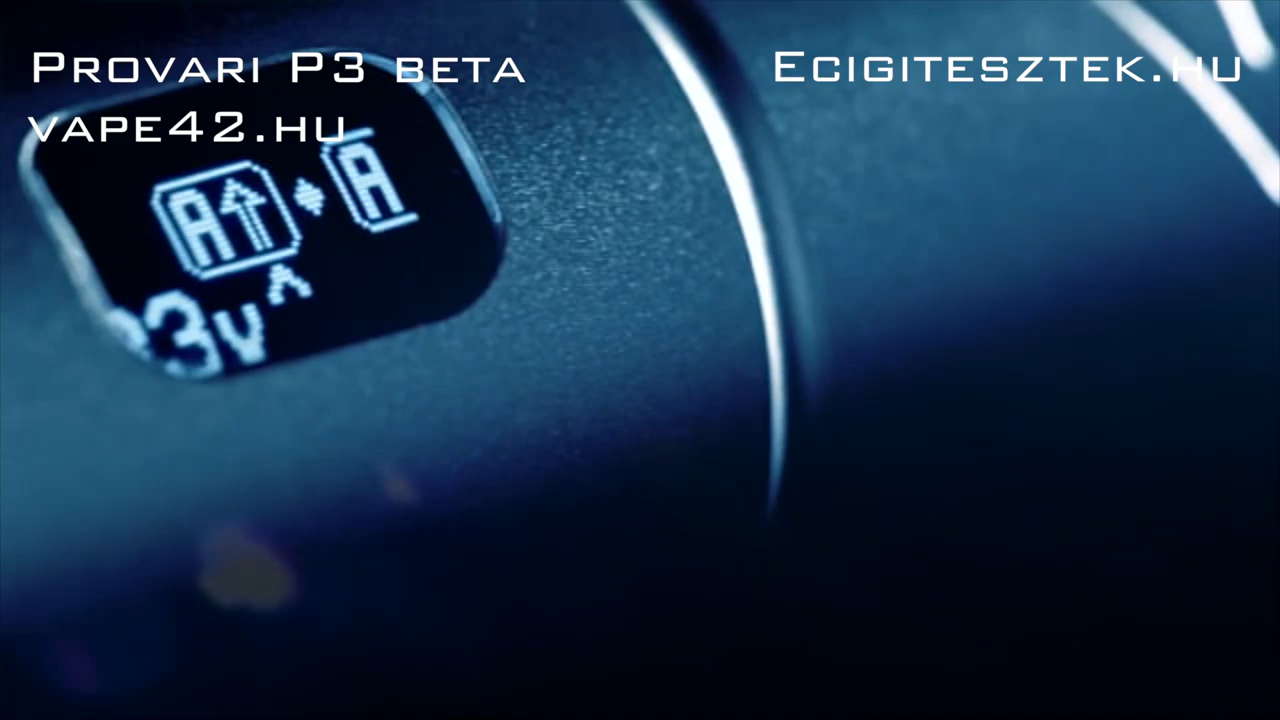 Provari P3 beta
vape42.hu
Ecigitesztek.hu
A A
3v